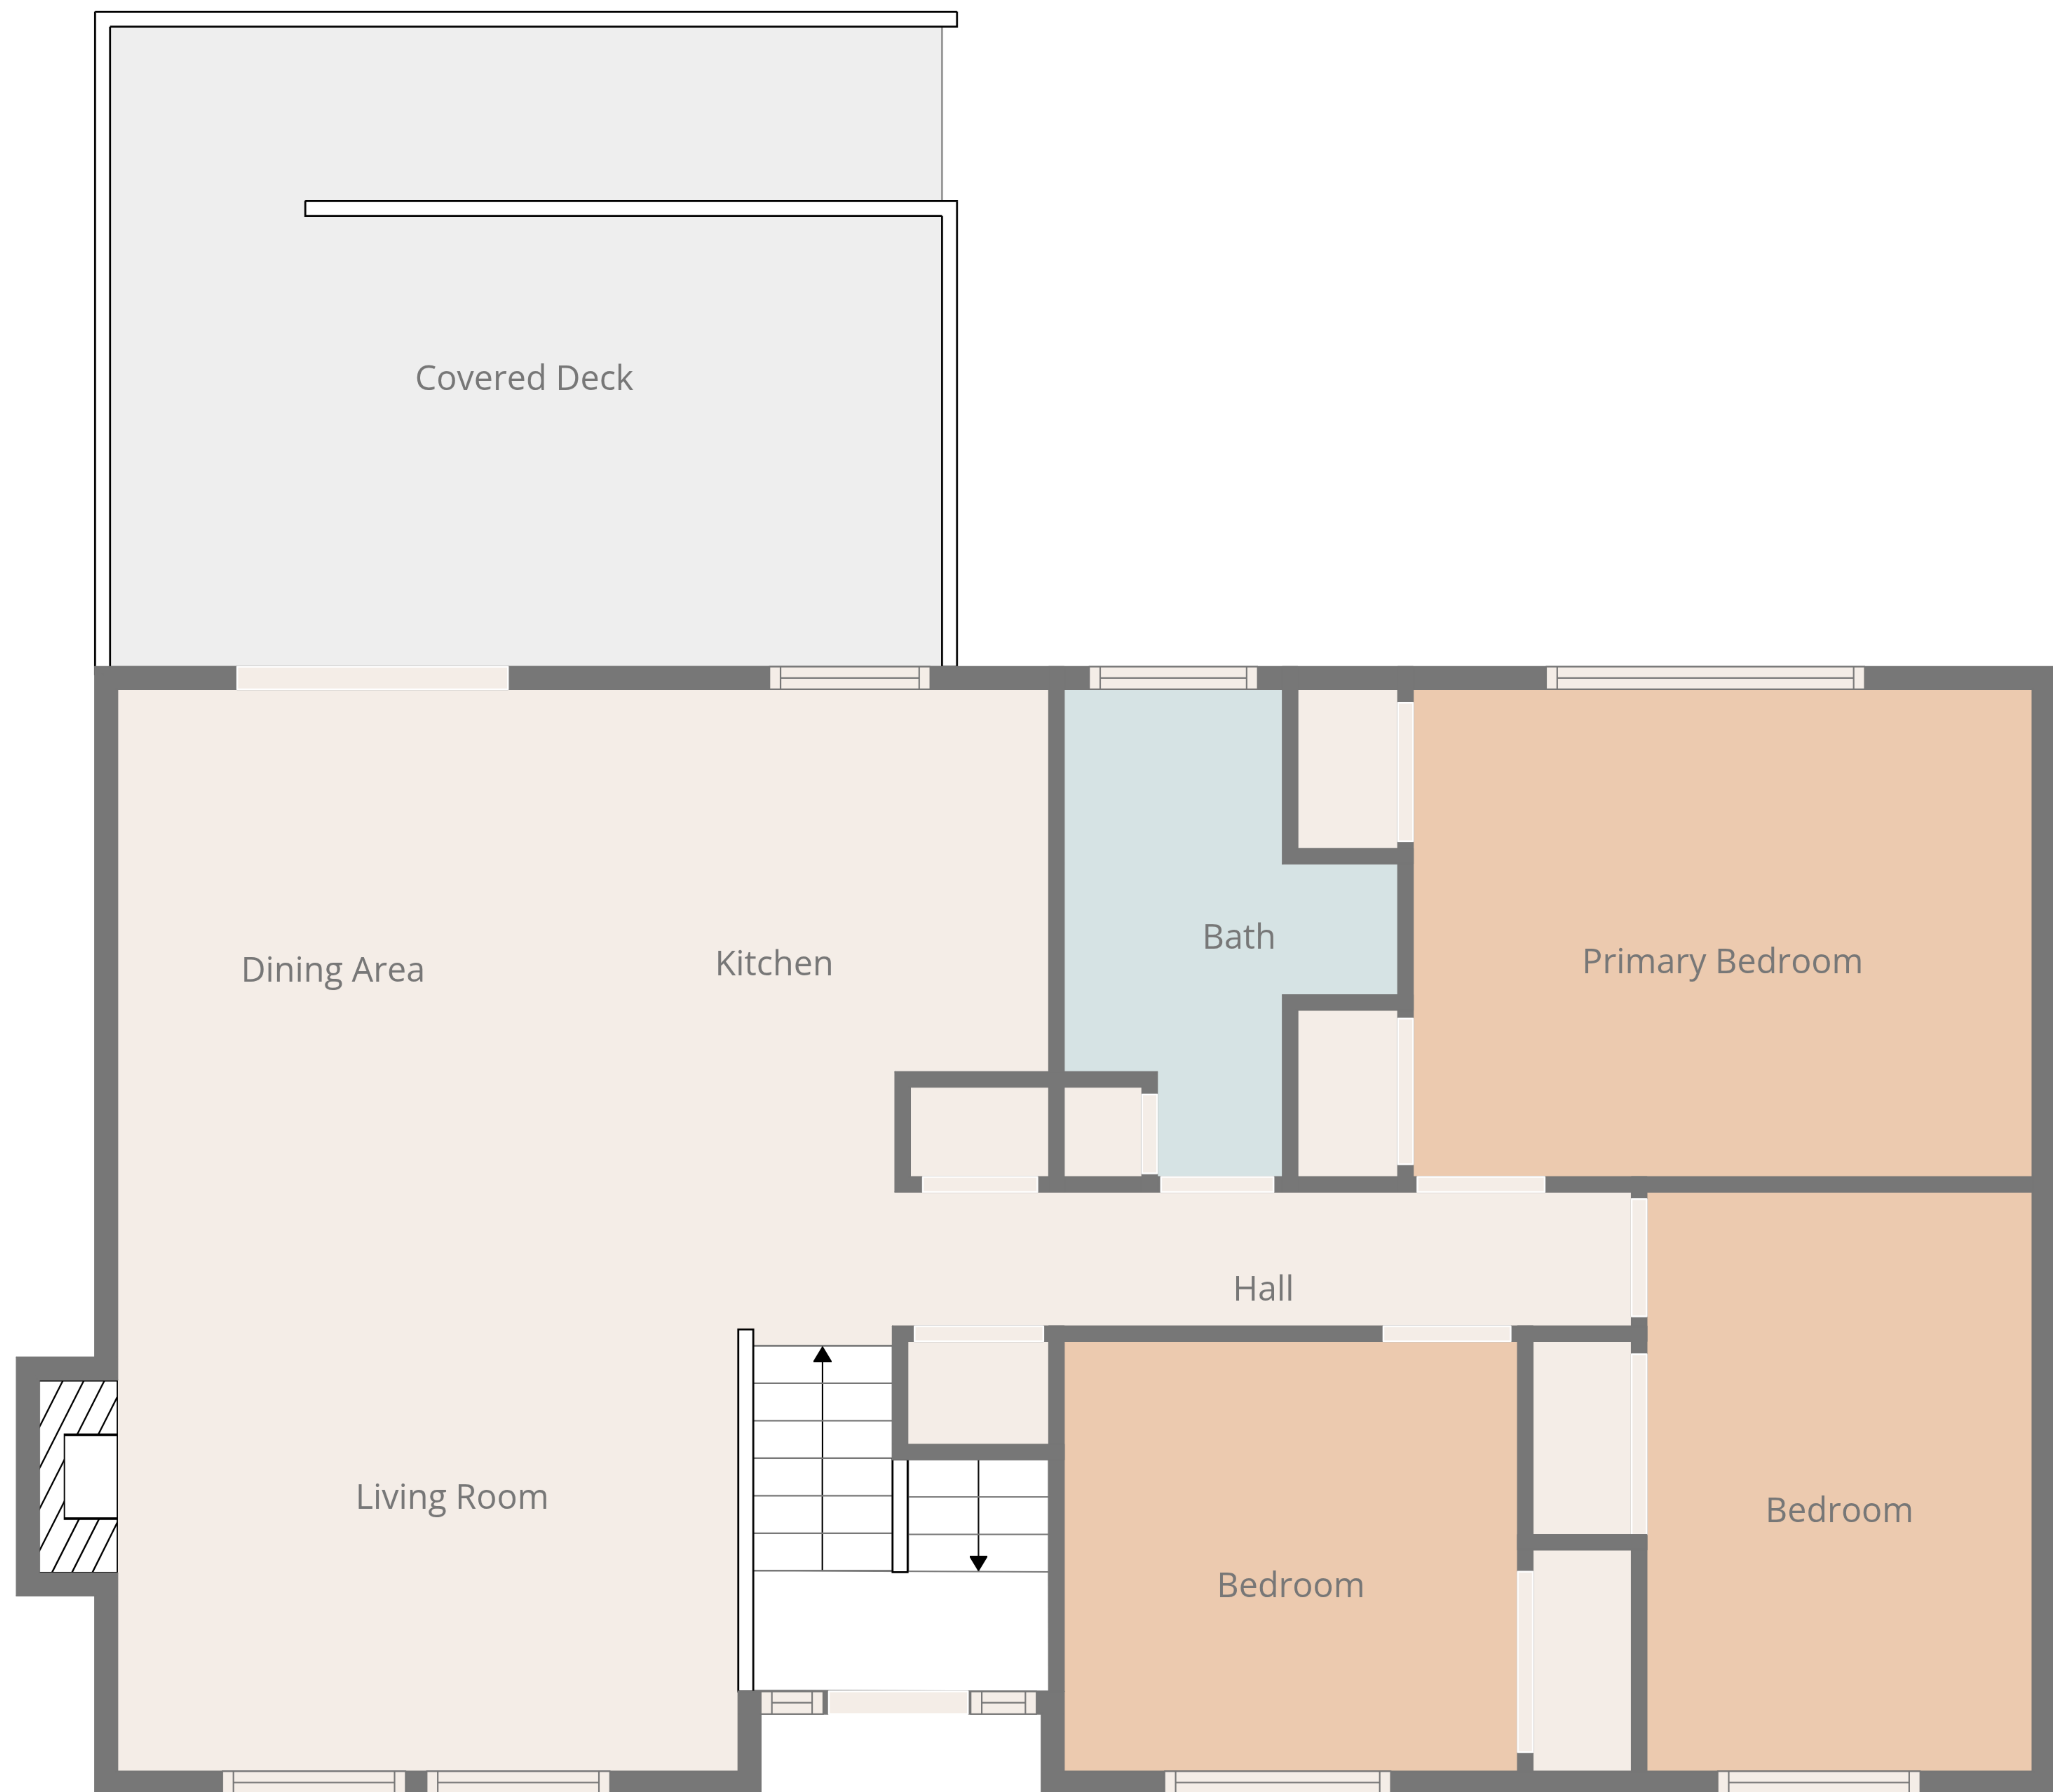 Covered Deck
Dining Area
Kitchen
Bath
Primary Bedroom
Hall
Living Room
Bedroom
Bedroom